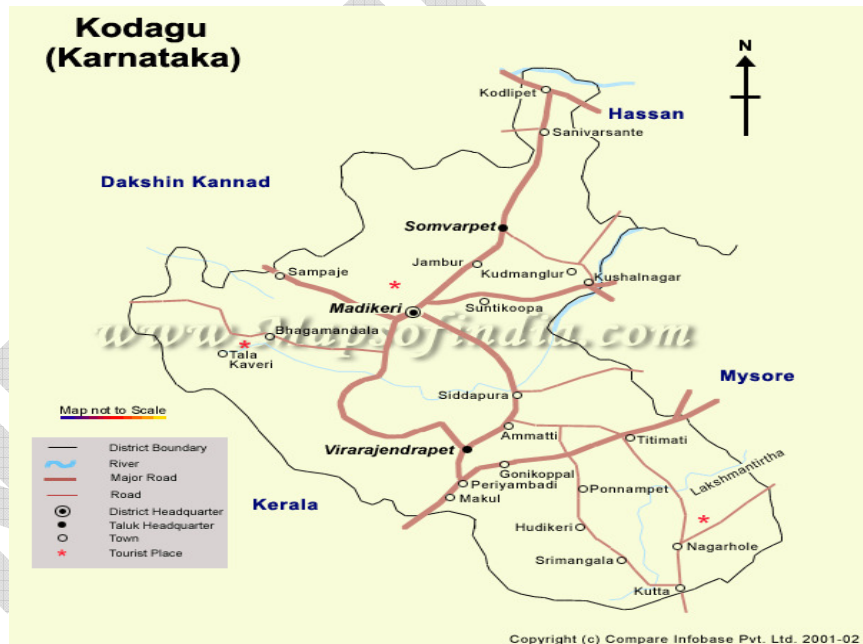 Kodagu
(Karnataka)
N
Kodlipet
Hassan
Sanivarsante
Dakshin Kannad
Somvarpet
Jambur
Kudmanglur
Sampaje
Kushalnagar
Suntikoopa
Madikeri
www.Mapsofindia.com
Bhagamandala
Tala
Kaveri
Mysore
Siddapura
Map not to Scale
Ammatti
Titimati
Virarajendrapet
District Boundary
River
Major Road
Road
District Headquarter
Taluk Headquarter
Town
Tourist Place
Gonikoppal
Periyambadi
Lakshmantirtha
Kerala
Makul
Ponnampet
Hudikeri
Nagarhole
Srimangala
Kutta
Copyright (c) Compare Infobase Pvt. Ltd. 2001-02